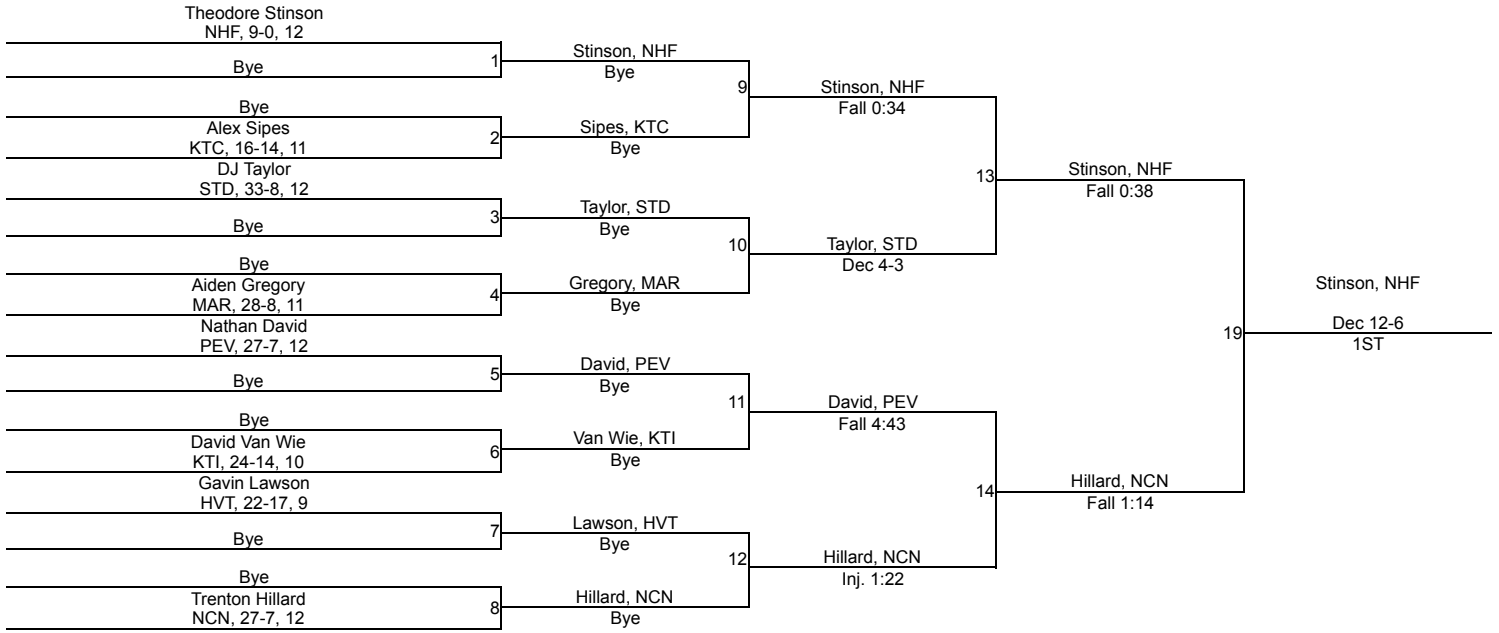 Theodore Stinson
NHF, 9-0, 12
Bye
1
Bye
Alex Sipes
KTC, 16-14, 11
2
DJ Taylor
STD, 33-8, 12
Bye
3
Bye
Aiden Gregory
MAR, 28-8, 11
4
Nathan David
PEV, 27-7, 12
Bye
5
Bye
David Van Wie
KTI, 24-14, 10
6
Gavin Lawson
HVT, 22-17, 9
Bye
7
Bye
Trenton Hillard
NCN, 27-7, 12
8
Stinson, NHF
Bye
9
Sipes, KTC
Bye
Taylor, STD
Bye
10
Gregory, MAR
Bye
David, PEV
Bye
11
Van Wie, KTI
Bye
Lawson, HVT
Bye
12
Hillard, NCN
Bye
Stinson, NHF
Fall 0:34
13
Taylor, STD
Dec 4-3
David, PEV
Fall 4:43
14
Hillard, NCN
Inj. 1:22
Stinson, NHF
Fall 0:38
19
Hillard, NCN
Fall 1:14
Stinson, NHF
Dec 12-6
1ST